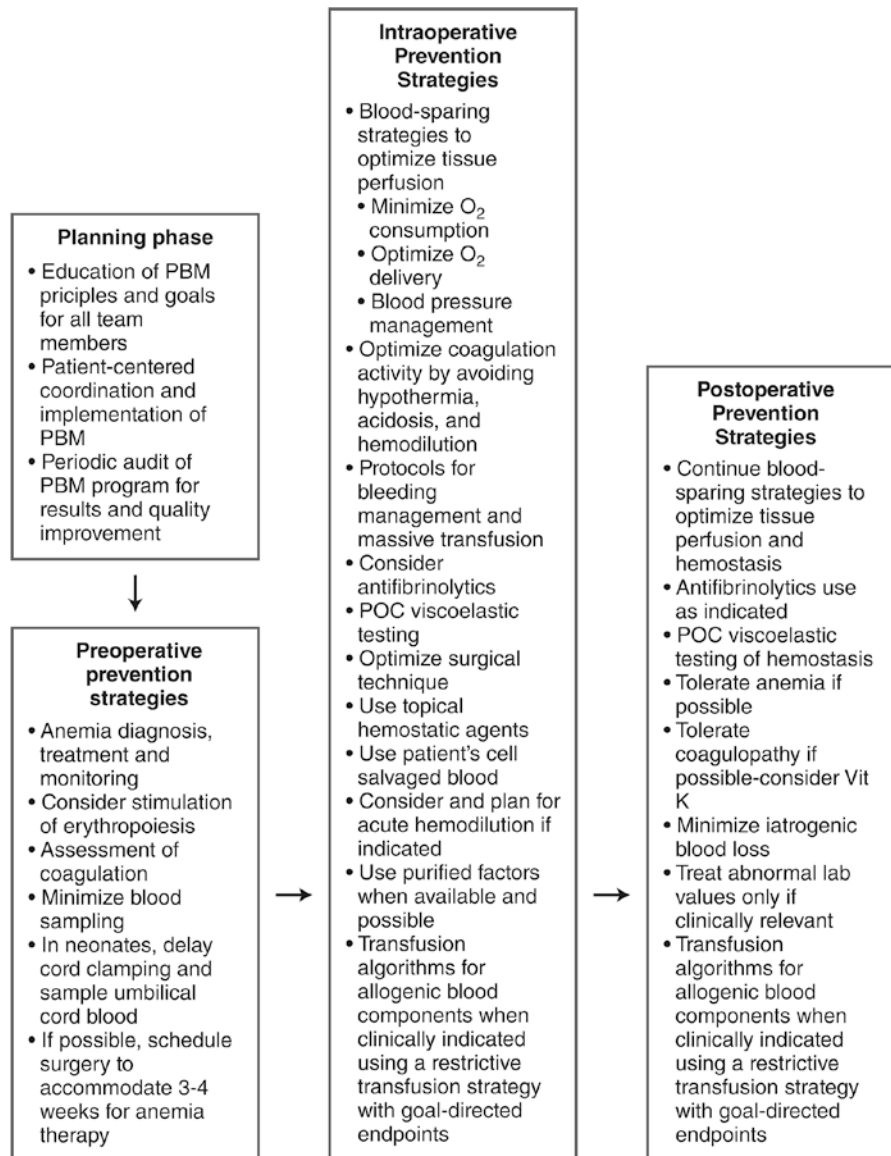 Planning phase
• Education of PBM
priciples and goals
for all team
members
• Patient-centered
coordination and
implementation of
PBM
• Periodic audit of
PBM program for
results and quality
improvement
Preoperative
prevention
strategies
• Anemia diagnosis,
treatment and
monitoring
• Consider stimulation
of erythropoiesis
• Assessment of
coagulation
• Minimize blood
sampling
• In neonates, delay
cord clamping and
sample umbilical
cord blood
• If possible, schedule
surgery to
accommodate 3-4
weeks for anemia
therapy
Intraoperative
Prevention
Strategies
• Blood-sparing
strategies to
optimize tissue
perfusion
• Minimize O2
consumption
• Optimize O2
delivery
• Blood pressure
management
• Optimize coagulation
activity by avoiding
hypothermia,
acidosis, and
hemodilution
• Protocols for
bleeding
management and
massive transfusion
• Consider
antifibrinolytics
• POC viscoelastic
testing
• Optimize surgical
technique
• Use topical
hemostatic agents
• Use patient's cell
salvaged blood
• Consider and plan for
acute hemodilution if
indicated
• Use purified factors
when available and
possible
• Transfusion
algorithms for
allogenic blood
components when
clinically indicated
using a restrictive
transfusion strategy
with goal-directed
endpoints
Postoperative
Prevention
Strategies
• Continue blood-
sparing strategies to
optimize tissue
perfusion and
hemostasis
• Antifibrinolytics use
as indicated
• POC viscoelastic
testing of hemostasis
• Tolerate anemia if
possible
• Tolerate
coagulopathy if
possible-consider Vit
K
• Minimize iatrogenic
blood loss
• Treat abnormal lab
values only if
clinically relevant
• Transfusion
algorithms for
allogenic blood
components when
clinically indicated
using a restrictive
transfusion strategy
with goal-directed
endpoints